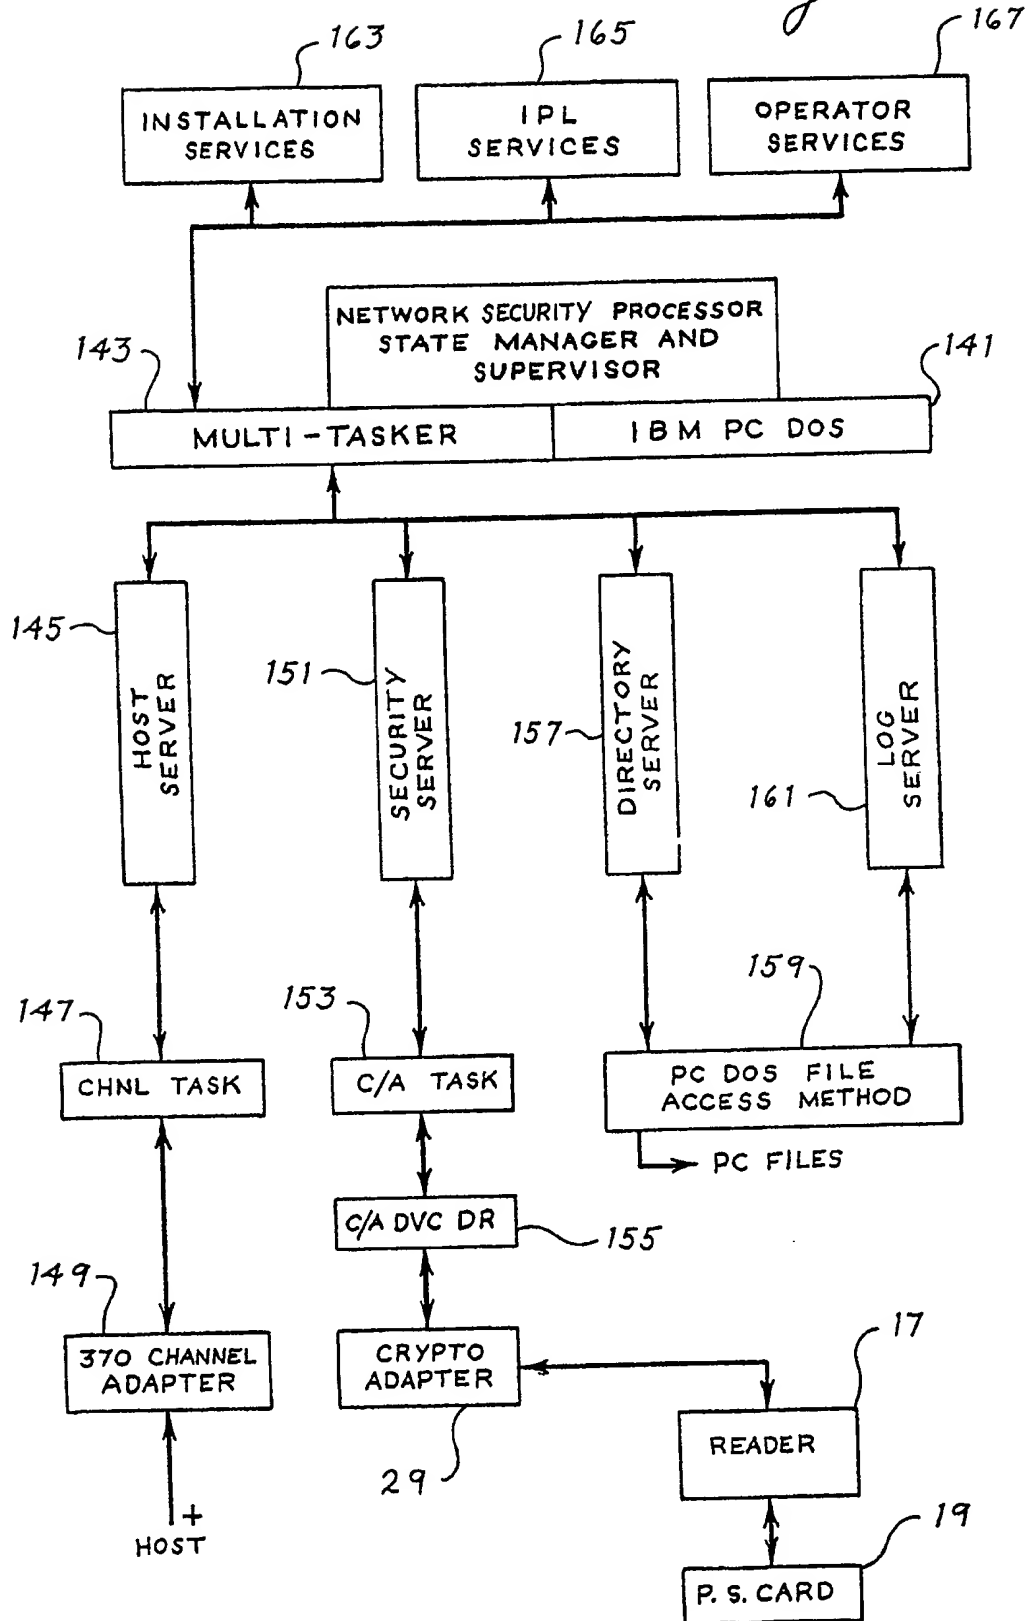 163
165
167
INSTALLATION
SERVICES
IPL
SERVICES
OPERATOR
SERVICES
NETWORK SECURITY PROCESSOR
STATE MANAGER AND
SUPERVISOR
143
141
MULTI-TASKER
IBM PC DOS
145
HOST
SERVER
151
SECURITY
SERVER
157
DIRECTORY
SERVER
161
LOG
SERVER
147
CHNL TASK
153
C/A TASK
159
PC DOS FILE
ACCESS METHOD
PC FILES
C/A DVC DR
155
149
370 CHANNEL
ADAPTER
CRYPTO
ADAPTER
29
17
READER
+
HOST
19
P. S. CARD